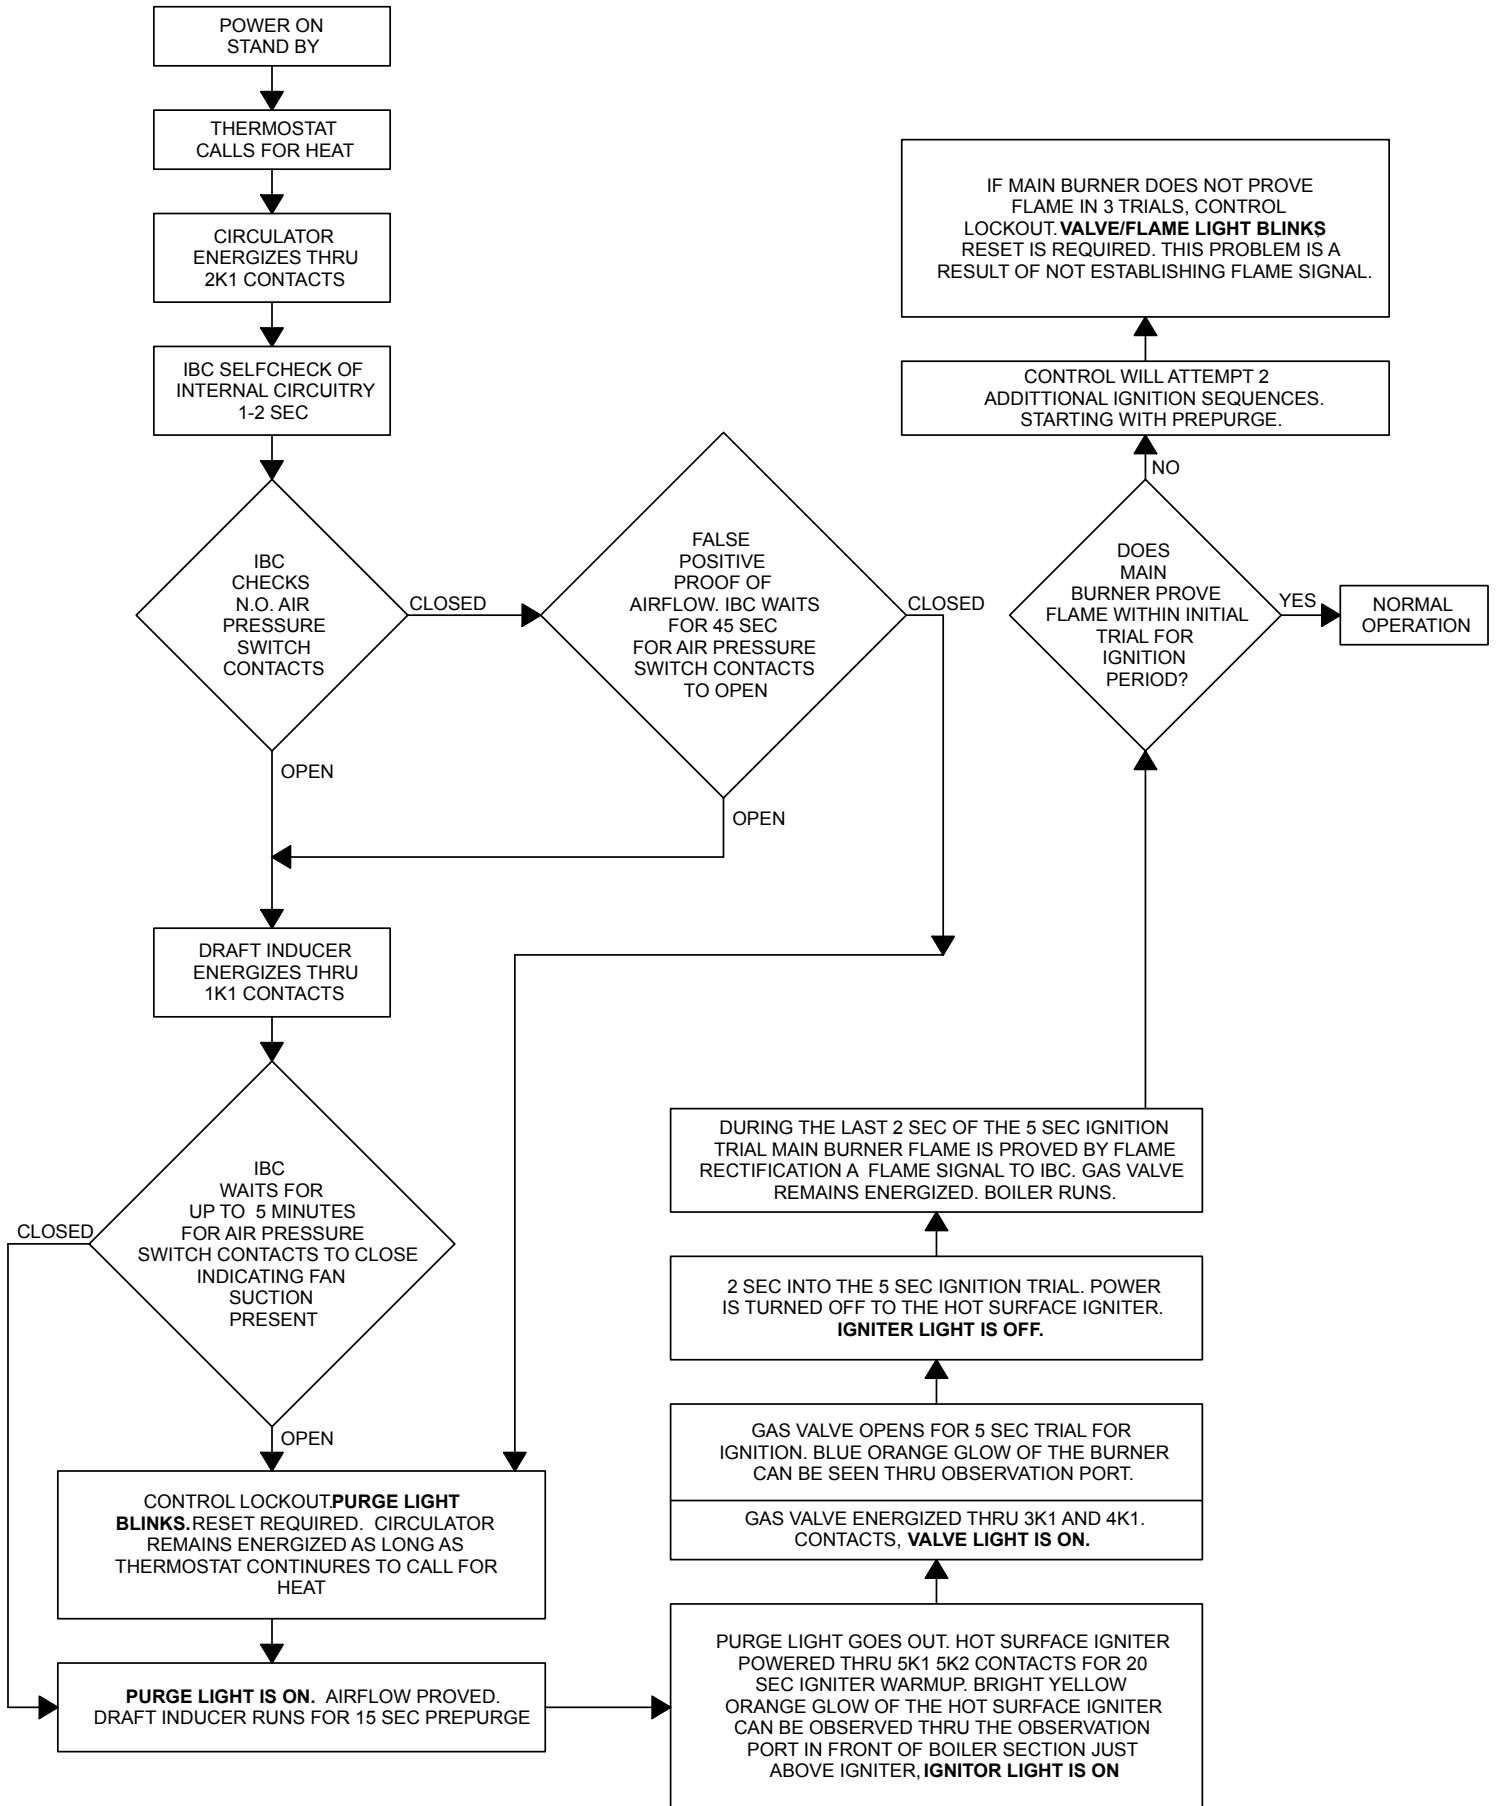 POWER ON
STAND BY
THERMOSTAT
CALLS FOR HEAT
CIRCULATOR
ENERGIZES THRU
2K1 CONTACTS
IBC SELFCHECK OF
INTERNAL CIRCUITRY
1-2 SEC
IBC
CHECKS
N.O. AIR
PRESSURE
SWITCH
CONTACTS
CLOSED
OPEN
FALSE
POSITIVE
PROOF OF
AIRFLOW. IBC WAITS
FOR 45 SEC
FOR AIR PRESSURE
SWITCH CONTACTS
TO OPEN
CLOSED
OPEN
DRAFT INDUCER
ENERGIZES THRU
1K1 CONTACTS
IBC
WAITS FOR
UP TO 5 MINUTES
FOR AIR PRESSURE
SWITCH CONTACTS TO CLOSE
INDICATING FAN
SUCTION
PRESENT
CLOSED
OPEN
CONTROL LOCKOUT.PURGE LIGHT
BLINKS.RESET REQUIRED. CIRCULATOR
REMAINS ENERGIZED AS LONG AS
THERMOSTAT CONTINURES TO CALL FOR
HEAT
PURGE LIGHT IS ON. AIRFLOW PROVED.
DRAFT INDUCER RUNS FOR 15 SEC PREPURGE
PURGE LIGHT GOES OUT. HOT SURFACE IGNITER
POWERED THRU 5K1 5K2 CONTACTS FOR 20
SEC IGNITER WARMUP. BRIGHT YELLOW
ORANGE GLOW OF THE HOT SURFACE IGNITER
CAN BE OBSERVED THRU THE OBSERVATION
PORT IN FRONT OF BOILER SECTION JUST
ABOVE IGNITER, IGNITOR LIGHT IS ON
GAS VALVE OPENS FOR 5 SEC TRIAL FOR
IGNITION. BLUE ORANGE GLOW OF THE BURNER
CAN BE SEEN THRU OBSERVATION PORT.
GAS VALVE ENERGIZED THRU 3K1 AND 4K1.
CONTACTS, VALVE LIGHT IS ON.
2 SEC INTO THE 5 SEC IGNITION TRIAL. POWER
IS TURNED OFF TO THE HOT SURFACE IGNITER.
IGNITER LIGHT IS OFF.
DURING THE LAST 2 SEC OF THE 5 SEC IGNITION
TRIAL MAIN BURNER FLAME IS PROVED BY FLAME
RECTIFICATION A FLAME SIGNAL TO IBC. GAS VALVE
REMAINS ENERGIZED. BOILER RUNS.
DOES
MAIN
BURNER PROVE
FLAME WITHIN INITIAL
TRIAL FOR
IGNITION
PERIOD?
YES
NORMAL
OPERATION
NO
CONTROL WILL ATTEMPT 2
ADDITTIONAL IGNITION SEQUENCES.
STARTING WITH PREPURGE.
IF MAIN BURNER DOES NOT PROVE
FLAME IN 3 TRIALS, CONTROL
LOCKOUT. VALVE/FLAME LIGHT BLINKS,
RESET IS REQUIRED. THIS PROBLEM IS A
RESULT OF NOT ESTABLISHING FLAME SIGNAL.